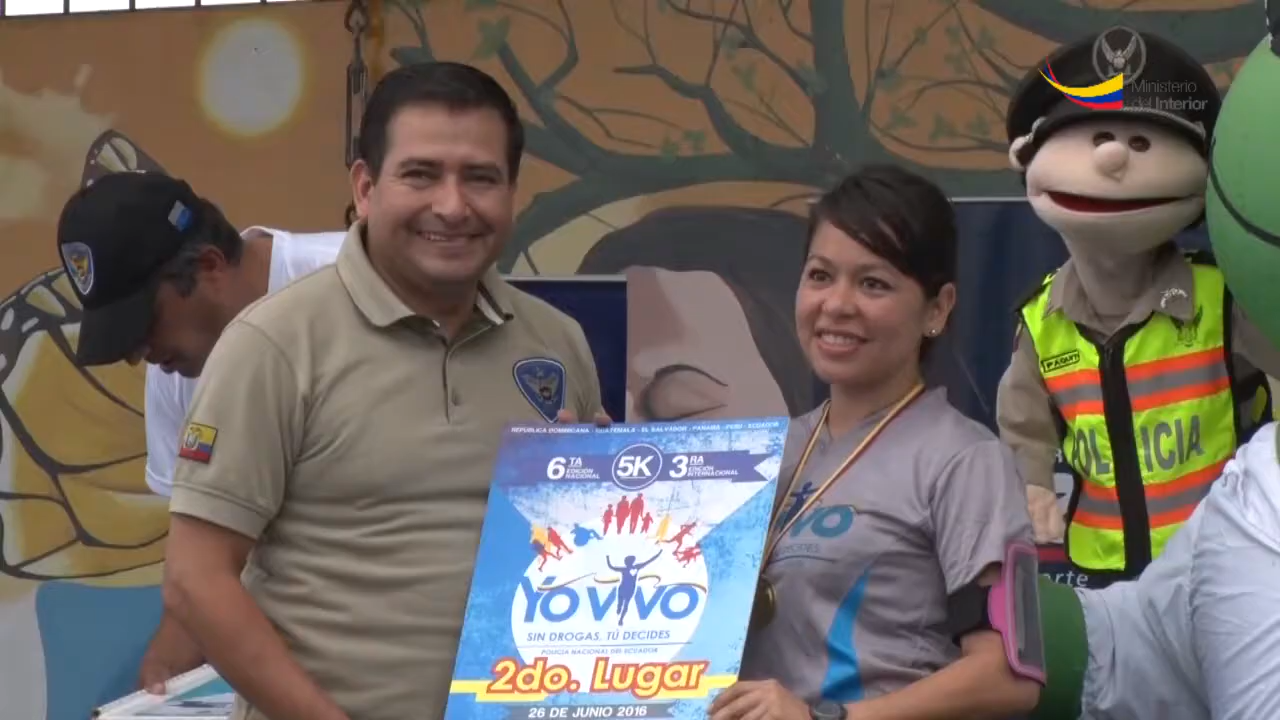 Ministerio
del Interior
REPÚBLICA DOMINICANA - GUATEMALA - EL SALVADOR - PANAMÁ - PERÚ - ECUADOR
6TA EDICIÓN NACIONAL
5K
3RA EDICIÓN INTERNACIONAL
YO VIVO
SIN DROGAS. TÚ DECIDES
POLICÍA NACIONAL DEL ECUADOR
2do. Lugar
26 DE JUNIO 2016
VIVO
DECIDES
POLICIA